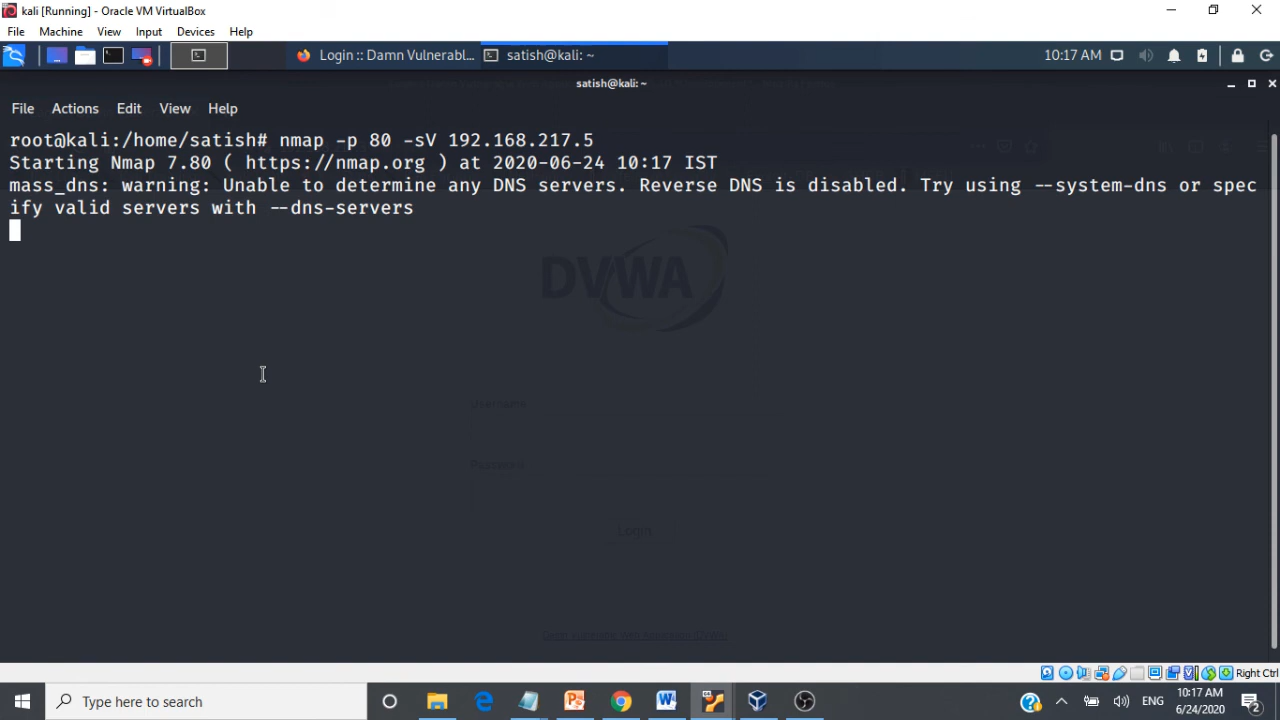 kali [Running] - Oracle VM VirtualBox
File Machine View Input Devices Help
Login :: Damn Vulnerabl... satish@kali: ~ 10:17 AM
satish@kali: ~
File Actions Edit View Help
root@kali:/home/satish# nmap -p 80 -sV 192.168.217.5
Starting Nmap 7.80 ( https://nmap.org ) at 2020-06-24 10:17 IST
mass_dns: warning: Unable to determine any DNS servers. Reverse DNS is disabled. Try using --system-dns or spec
ify valid servers with --dns-servers
DVWA
Username
Password
Login
Right Ctrl
Type here to search
ENG
10:17 AM
6/24/2020
2